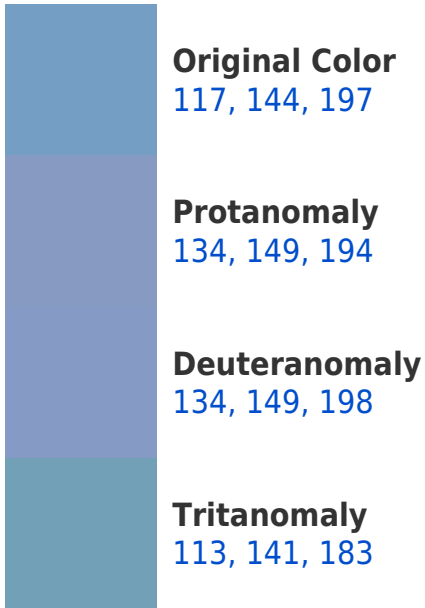 Original Color
117, 144, 197
Protanomaly
134, 149, 194
Deuteranomaly
134, 149, 198
Tritanomaly
113, 141, 183